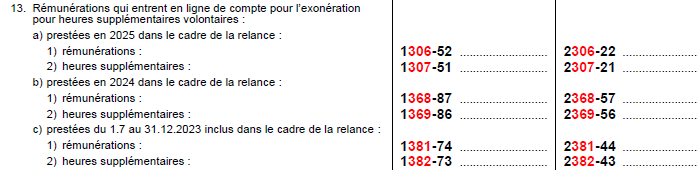 13. Rémunérations qui entrent en ligne de compte pour l'exonération
pour heures supplémentaires volontaires :
a) prestées en 2025 dans le cadre de la relance :
1) rémunérations : 1306-52 .............................. 2306-22 ..............................
2) heures supplémentaires : 1307-51 .............................. 2307-21 ..............................
b) prestées en 2024 dans le cadre de la relance :
1) rémunérations : 1368-87 .............................. 2368-57 ..............................
2) heures supplémentaires : 1369-86 .............................. 2369-56 ..............................
c) prestées du 1.7 au 31.12.2023 inclus dans le cadre de la relance :
1) rémunérations : 1381-74 .............................. 2381-44 ..............................
2) heures supplémentaires : 1382-73 .............................. 2382-43 ..............................